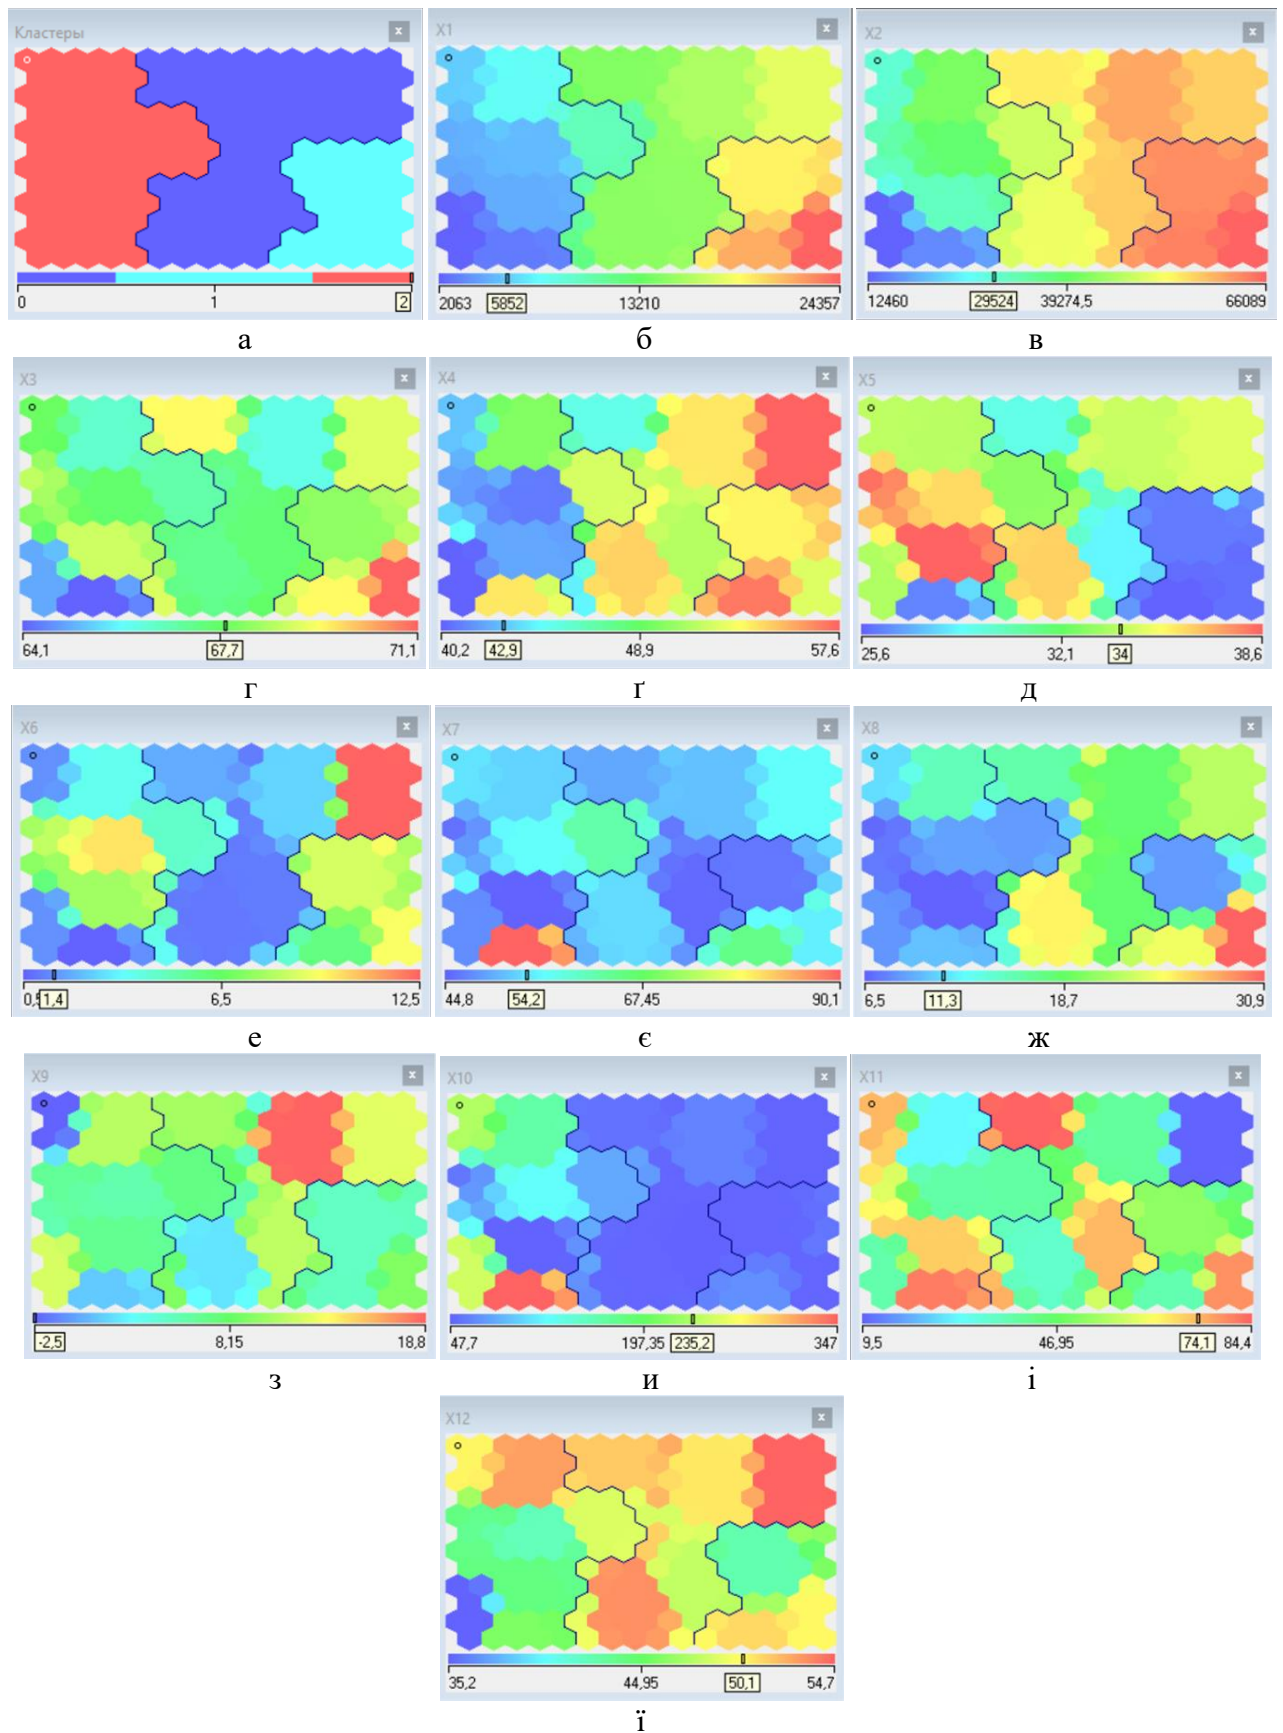 Кластеры x X1 x X2 x
0 1 2 2063 5852 13210 24357 12460 29524 39274,5 66089
а б в
X3 x X4 x X5 x
64,1 67,7 71,1 40,2 42,9 48,9 57,6 25,6 32,1 34 38,6
г ґ д
X6 x X7 x X8 x
1,4 6,5 12,5 44,8 54,2 67,45 90,1 6,5 11,3 18,7 30,9
е є ж
X9 x X10 x X11 x
-2,5 8,15 18,8 47,7 197,35 235,2 347 9,5 46,95 74,1 84,4
з и і
X12 x
35,2 44,95 50,1 54,7
ї